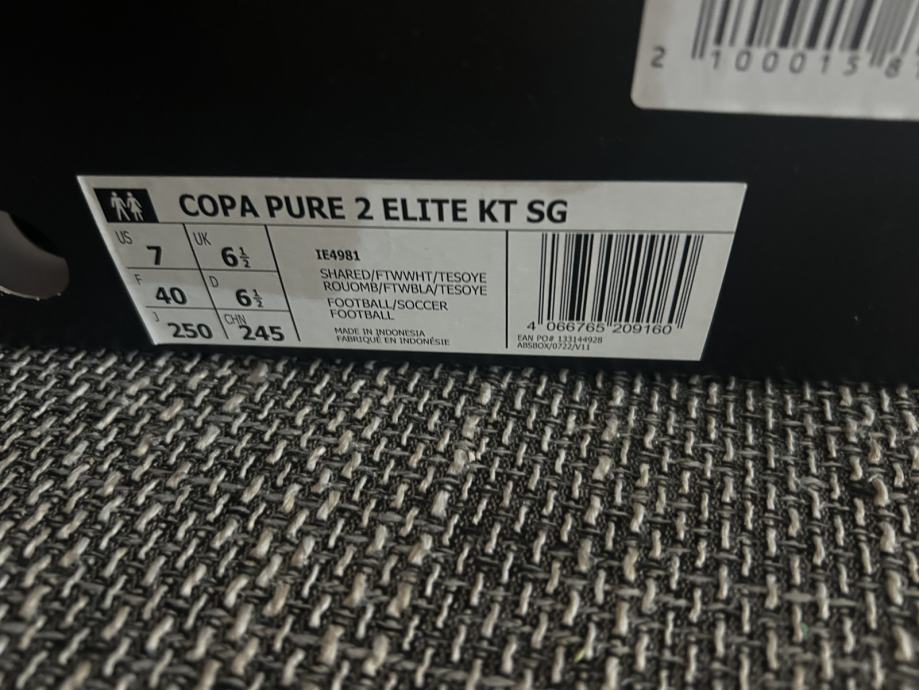 2 100015 8
COPA PURE 2 ELITE KT SG
US 7 UK 6½
F 40 D 6½
J 250 CHN 245
IE4981
SHARED/FTWWHT/TESOYE
ROUOMB/FTWBLA/TESOYE
FOOTBALL/SOCCER
FOOTBALL
MADE IN INDONESIA
FABRIQUÉ EN INDONÉSIE
4 066765 209160
EAN PO# 133144928
ABSBOX/0722/V11